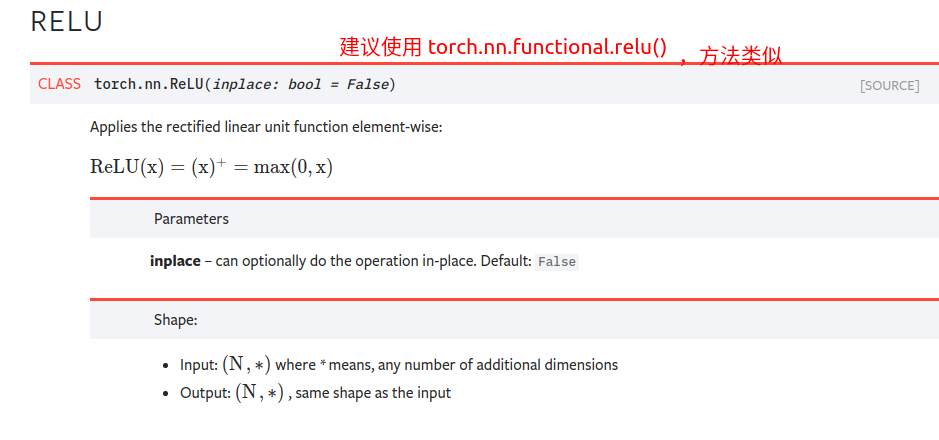 RELU
建议使用 torch.nn.functional.relu() ，方法类似
CLASS torch.nn.ReLU(inplace: bool = False) [SOURCE]
Applies the rectified linear unit function element-wise:
ReLU(x) = (x)⁺ = max(0, x)
Parameters
inplace – can optionally do the operation in-place. Default: False
Shape:
• Input: (N, ∗) where * means, any number of additional dimensions
• Output: (N, ∗) , same shape as the input